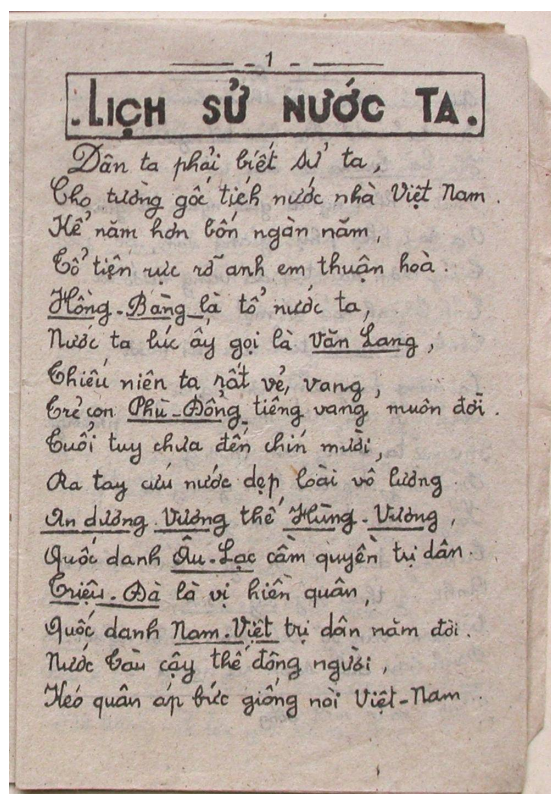 - 1 -
LỊCH SỬ NƯỚC TA.
Dân ta phải biết sử ta,
Cho tường gốc tích nước nhà Việt Nam.
Kể năm hơn bốn ngàn năm,
Tổ tiên rực rỡ anh em thuận hoà.
Hồng-Bàng là tổ nước ta,
Nước ta lúc ấy gọi là Văn Lang,
Thiếu niên ta rất vẻ vang,
Trẻ con Phù-Đổng tiếng vang muôn đời.
Tuổi tuy chưa đến chín mười,
Ra tay cứu nước dẹp loài vô lương.
An dương Vương thế Hùng-Vương,
Quốc danh Âu-Lạc cầm quyền trị dân.
Triệu-Đà là vị hiền quân,
Quốc danh Nam-Việt trị dân năm đời.
Nước Tàu cậy thế đông người,
Kéo quân áp bức giống nòi Việt-Nam.